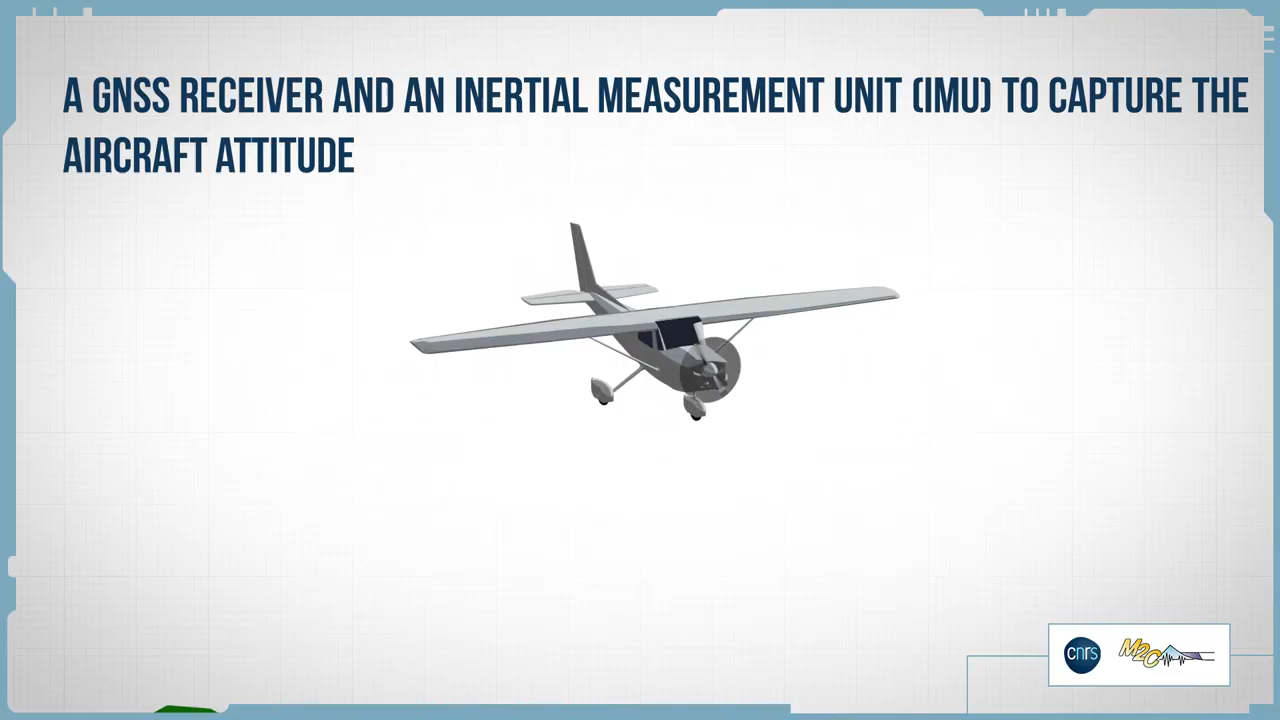 A GNSS RECEIVER AND AN INERTIAL MEASUREMENT UNIT (IMU) TO CAPTURE THE
AIRCRAFT ATTITUDE
cnrs
M2C